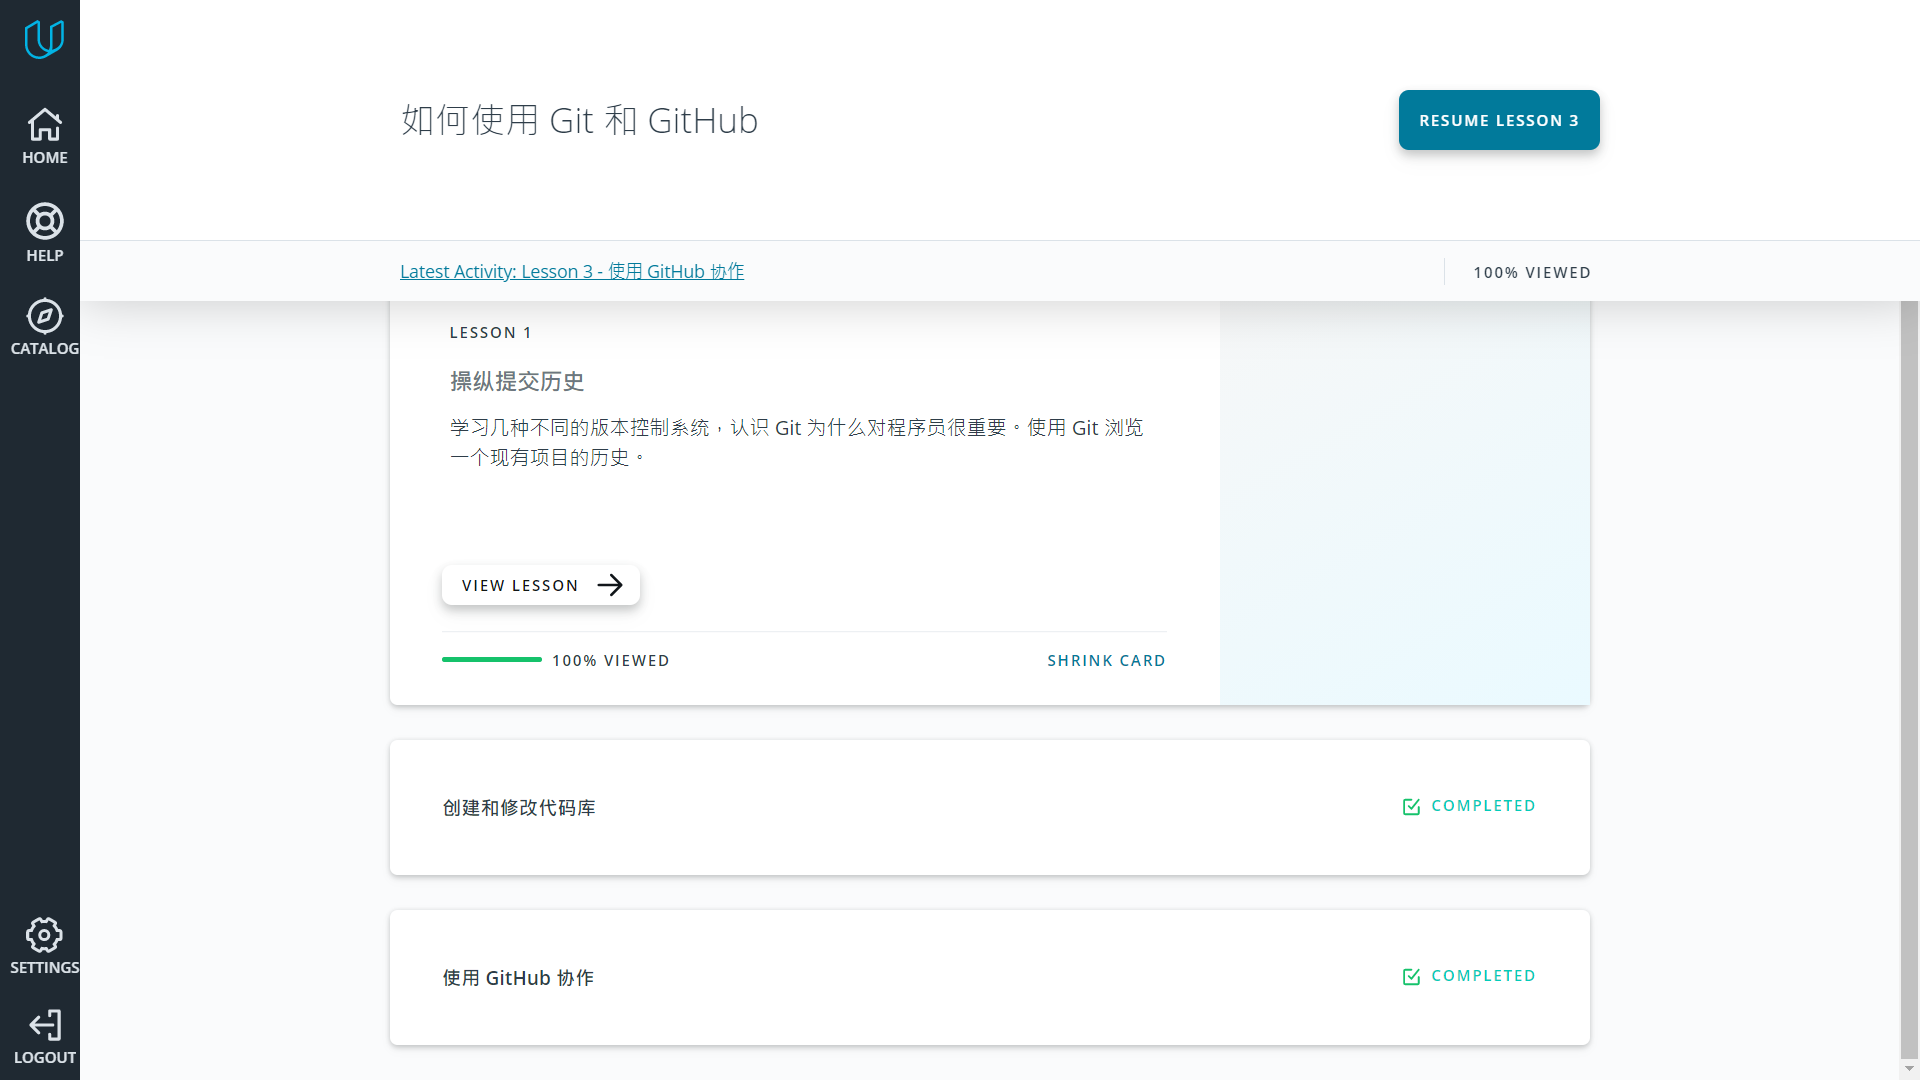 HOME
HELP
CATALOG
SETTINGS
LOGOUT
如何使用 Git 和 GitHub
RESUME LESSON 3
Latest Activity: Lesson 3 - 使用 GitHub 协作
100% VIEWED
LESSON 1
操纵提交历史
学习几种不同的版本控制系统，认识 Git 为什么对程序员很重要。使用 Git 浏览
一个现有项目的历史。
VIEW LESSON
100% VIEWED
SHRINK CARD
创建和修改代码库
COMPLETED
使用 GitHub 协作
COMPLETED